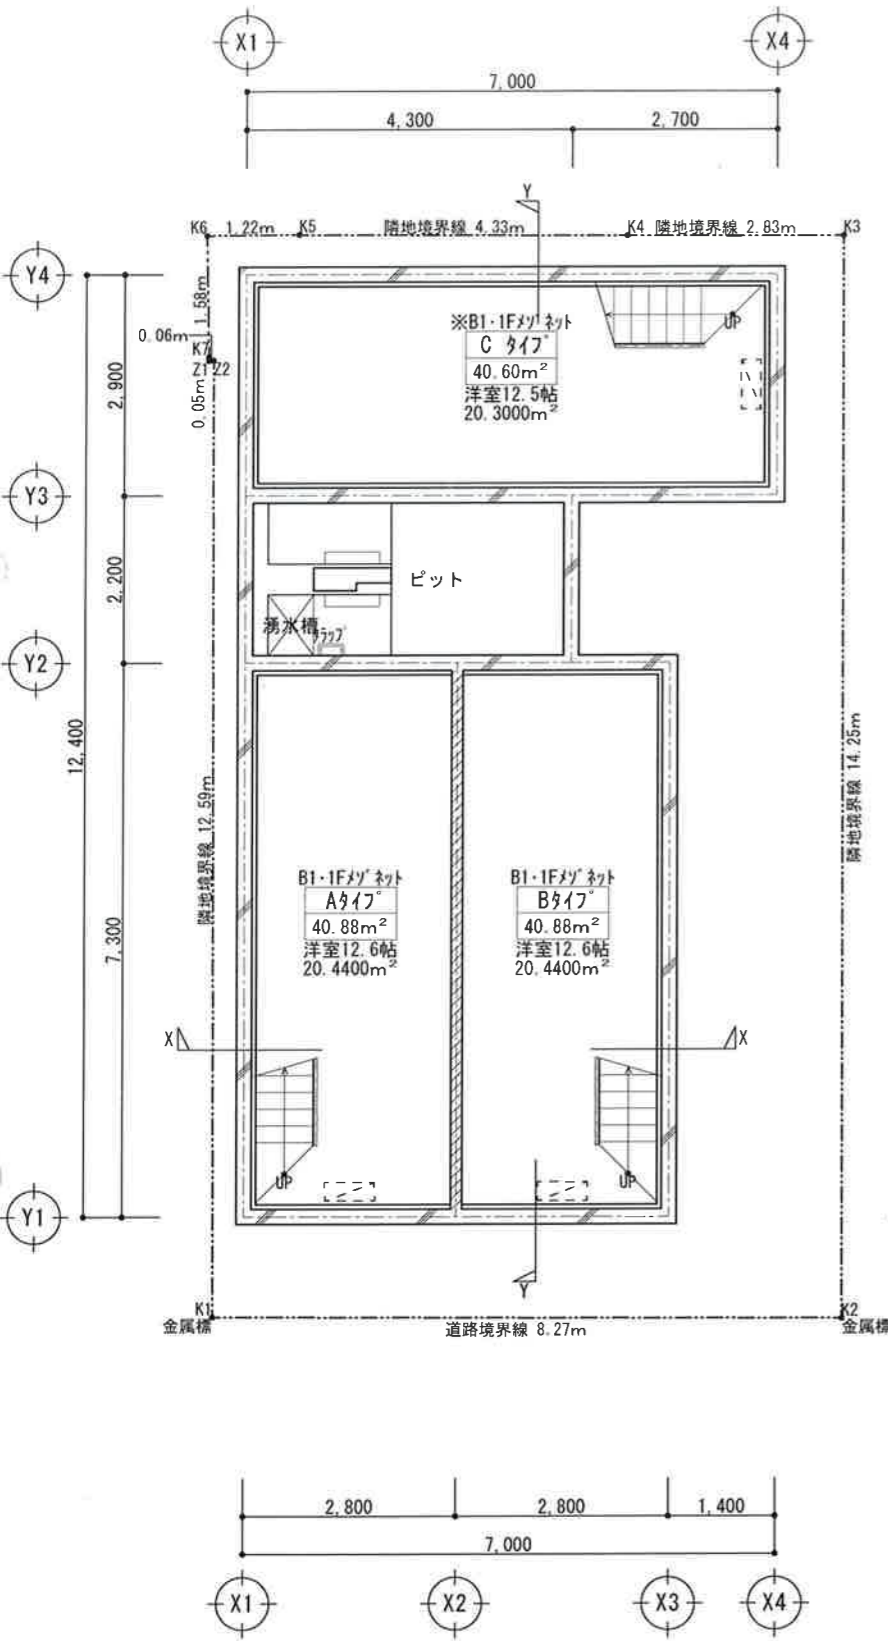 X1
X4
7,000
4,300
2,700
Y
K6
1.22m
K5
隣地境界線 4.33m
K4
隣地境界線 2.83m
K3
Y4
1.58m
0.06m
K7
Z1
Z2
0.05m
2,900
※B1・1Fメゾネット
C タイプ
40.60m²
洋室12.5帖
20.3000m²
UP
Y3
2,200
ピット
湧水槽
Y2
12,400
隣地境界線 12.59m
隣地境界線 14.25m
7,300
B1・1Fメゾネット
Aタイプ
40.88m²
洋室12.6帖
20.4400m²
B1・1Fメゾネット
Bタイプ
40.88m²
洋室12.6帖
20.4400m²
X
X
UP
UP
Y1
Y
K1
金属標
道路境界線 8.27m
K2
金属標
2,800
2,800
1,400
7,000
X1
X2
X3
X4